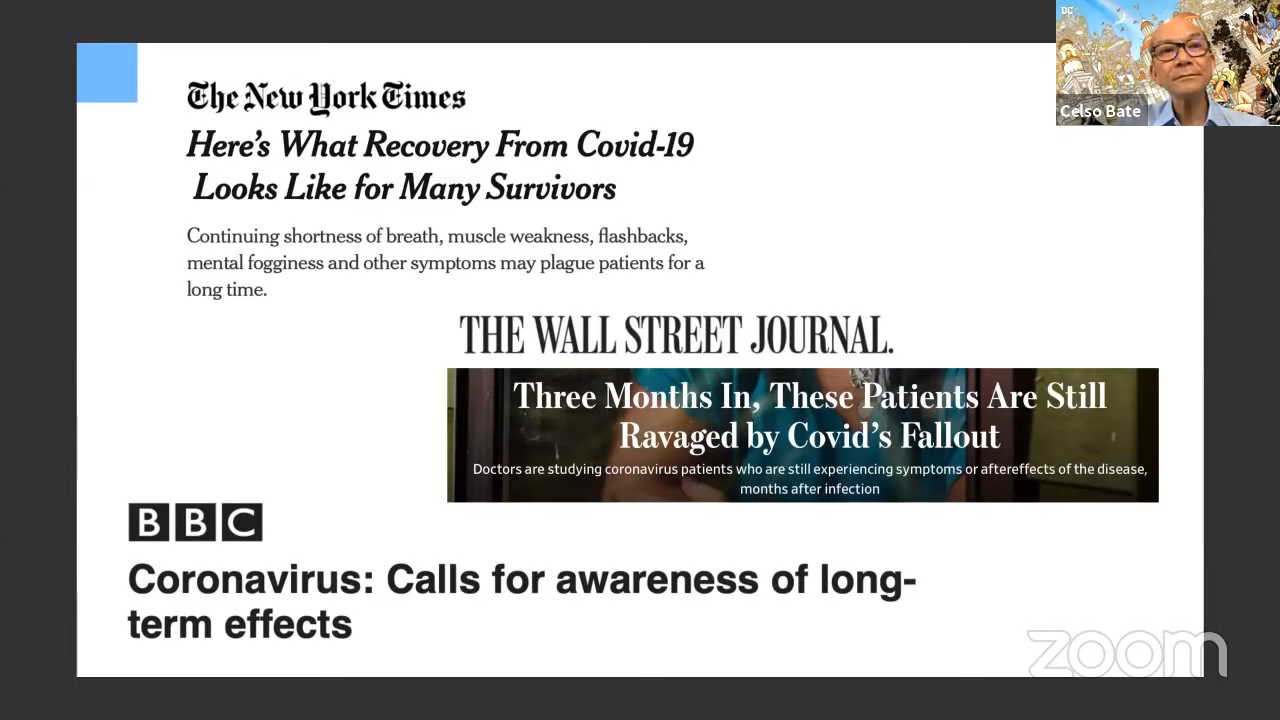 DC
Celso Bate
The New York Times
Here's What Recovery From Covid-19
Looks Like for Many Survivors
Continuing shortness of breath, muscle weakness, flashbacks,
mental fogginess and other symptoms may plague patients for a
long time.
THE WALL STREET JOURNAL.
Three Months In, These Patients Are Still
Ravaged by Covid's Fallout
Doctors are studying coronavirus patients who are still experiencing symptoms or aftereffects of the disease,
months after infection
BBC
Coronavirus: Calls for awareness of long-
term effects
zoom